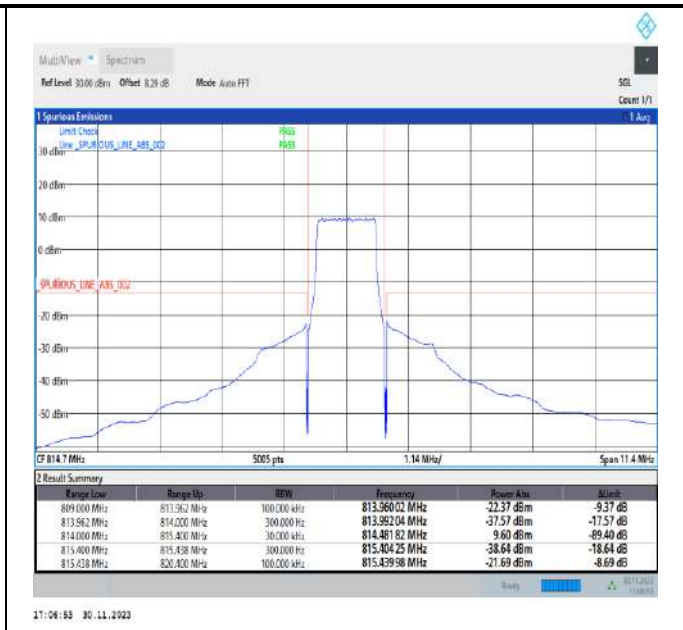 MultiView Spectrum
Ref Level 30.00 dBm Offset 8.29 dB Mode Auto FFT SGL
Count 1/1
1 Spurious Emissions 1 Avg
Limit Check PASS
Line _SPURIOUS_LINE_ABS_002 PASS
30 dBm
20 dBm
10 dBm
0 dBm
_SPURIOUS_LINE_ABS_002
-20 dBm
-30 dBm
-40 dBm
-50 dBm
CF 814.7 MHz 5005 pts 1.14 MHz/ Span 11.4 MHz
2 Result Summary
Range Low Range Up RBW Frequency Power Abs ΔLimit
809.000 MHz 813.962 MHz 100.000 kHz 813.96002 MHz -22.37 dBm -9.37 dB
813.962 MHz 814.000 MHz 300.000 Hz 813.99204 MHz -37.57 dBm -17.57 dB
814.000 MHz 815.400 MHz 30.000 kHz 814.48182 MHz 9.60 dBm -89.40 dB
815.400 MHz 815.438 MHz 300.000 Hz 815.40425 MHz -38.64 dBm -18.64 dB
815.438 MHz 820.400 MHz 100.000 kHz 815.43998 MHz -21.69 dBm -8.69 dB
Ready
17:06:53 30.11.2023